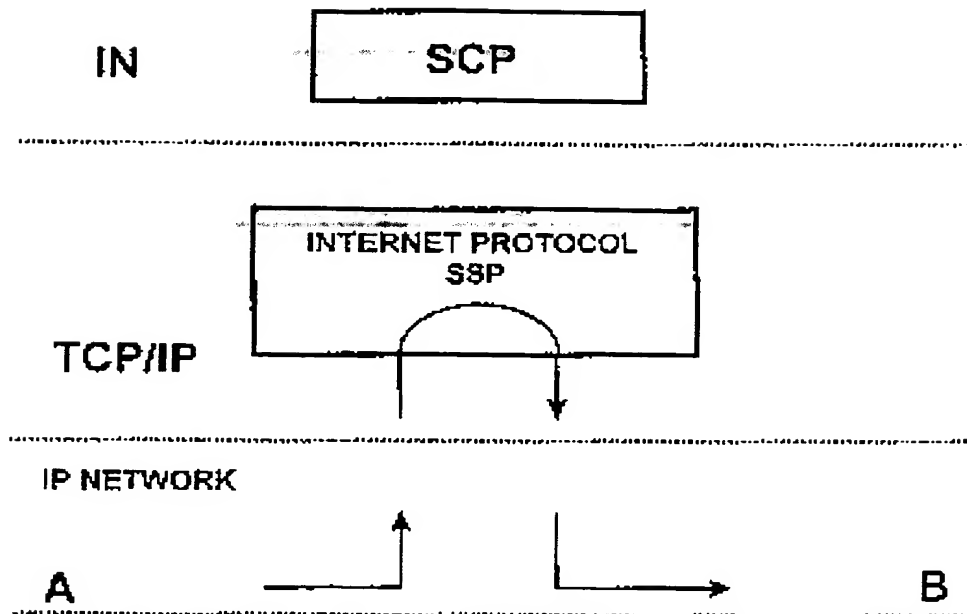 IN
SCP
INTERNET PROTOCOL
SSP
TCP/IP
IP NETWORK
A
B